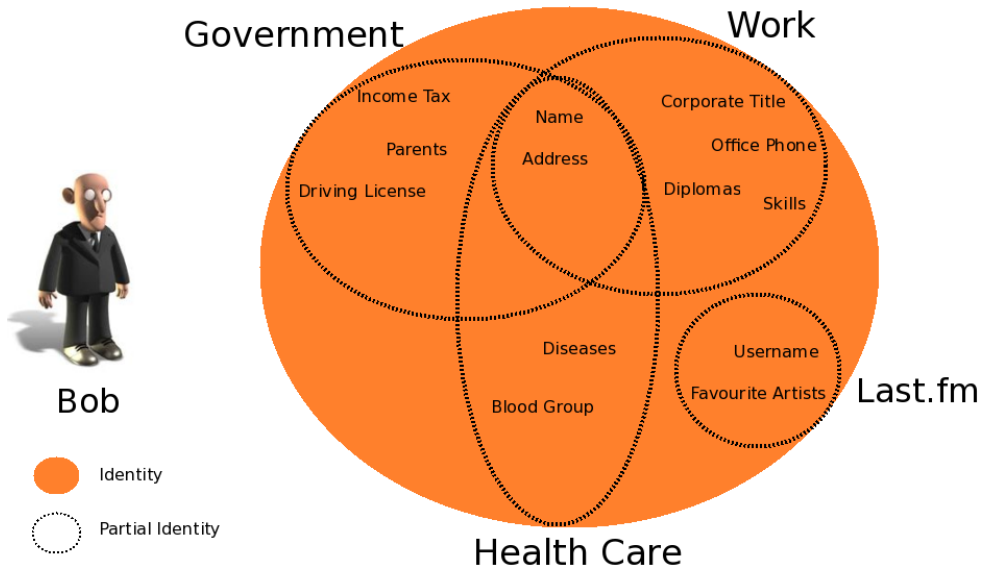 Government
Work
Income Tax
Parents
Driving License
Name
Address
Corporate Title
Office Phone
Diplomas
Skills
Diseases
Blood Group
Username
Favourite Artists
Last.fm
Health Care
Bob
Identity
Partial Identity